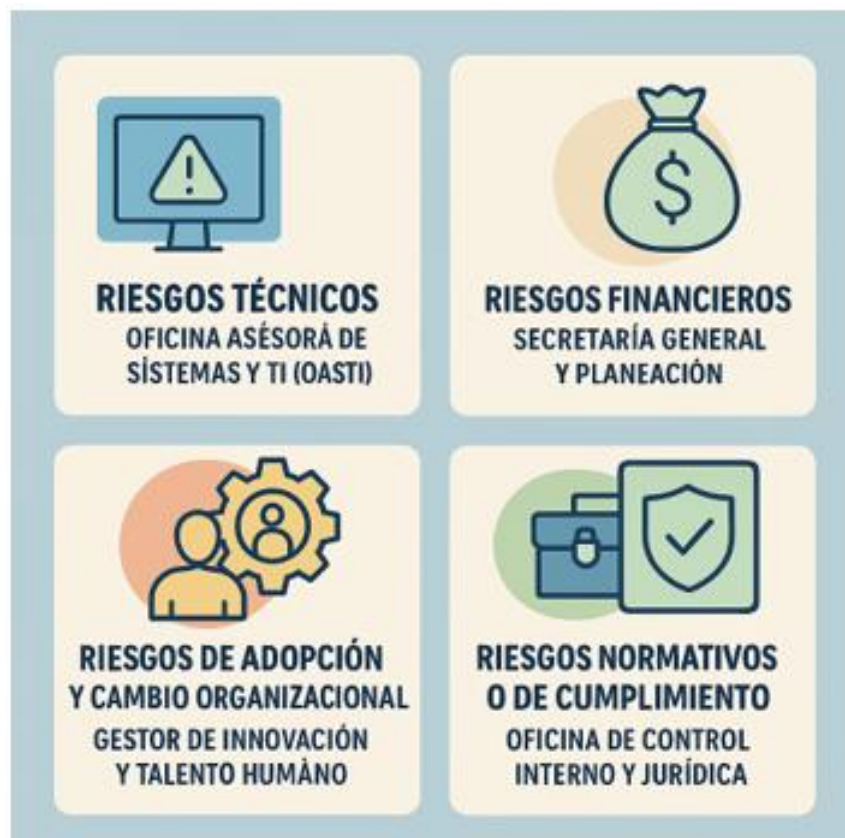 RIESGOS TÉCNICOS
OFICINA ASÉSORÁ DE
SÍSTEMAS Y TI (OASTI)
$
RIESGOS FINANCIEROS
SECRETARÍA GENERAL
Y PLANEACIÓN
RIESGOS DE ADOPCIÓN
Y CAMBIO ORGANIZACIONAL
GESTOR DE INNOVACIÓN
Y TALENTO HUMÀNO
RIESGOS NORMATIVOS
O DE CUMPLIMIENTO
OFICINA DE CONTROL
INTERNO Y JURÍDICA